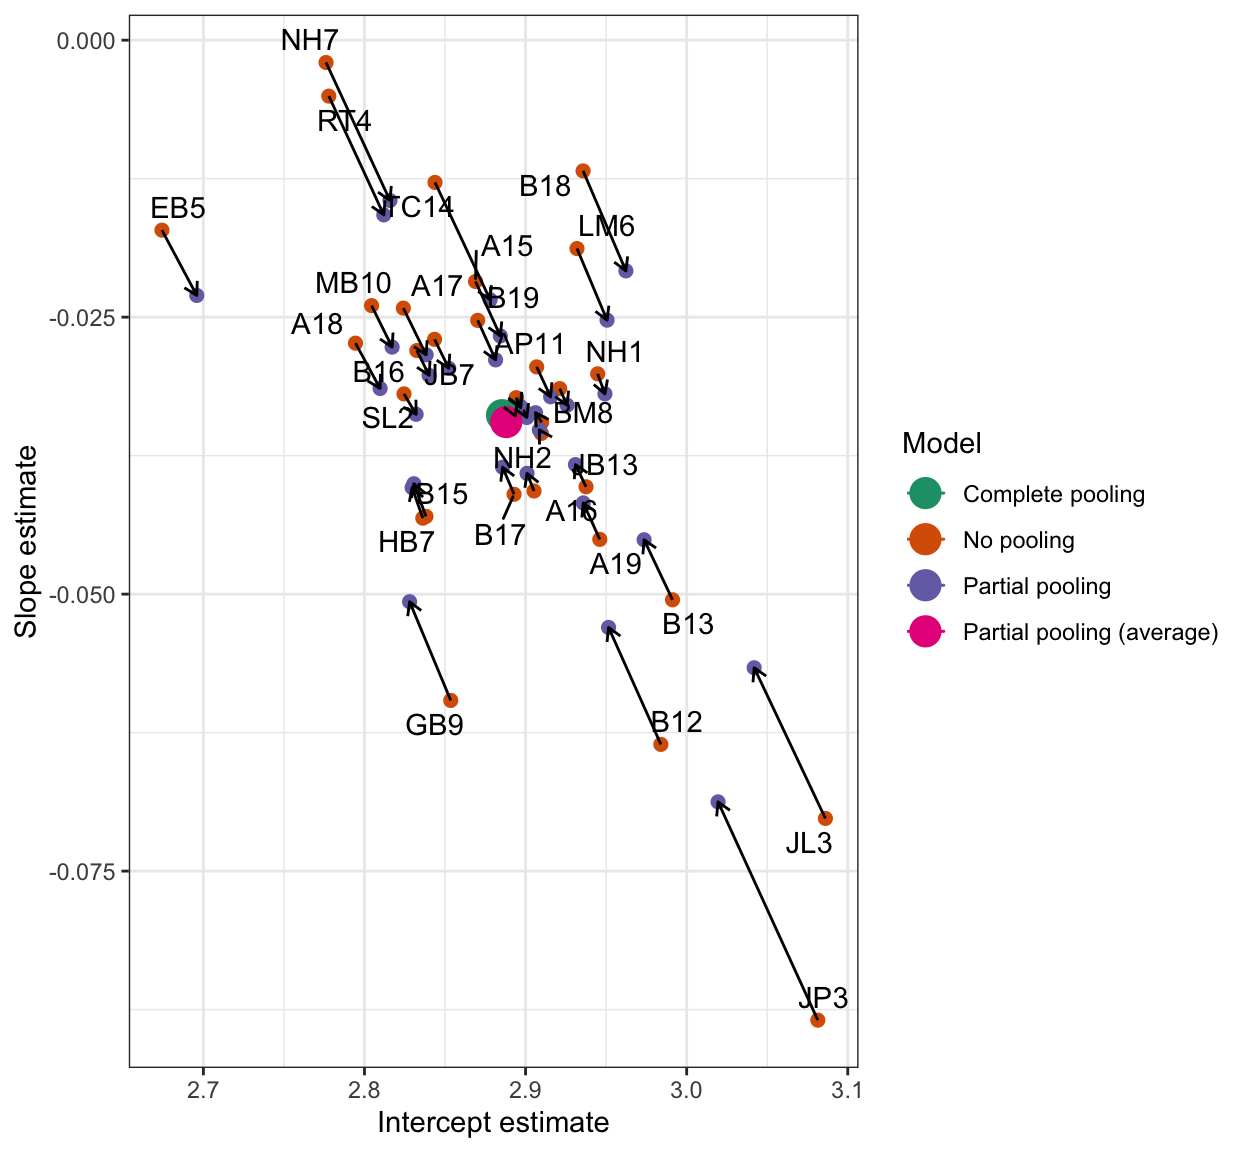 NH7
0.000
RT4
B18
EB5
TC14
LM6
A15
MB10
A17
B19
-0.025
A18
AP11
NH1
B16
JB7
SL2
BM8
Model
NH2
JB13
B15
Complete pooling
A16
B17
HB7
No pooling
A19
Slope estimate
-0.050
Partial pooling
B13
Partial pooling (average)
GB9
B12
JL3
-0.075
JP3
2.7
2.8
2.9
3.0
3.1
Intercept estimate